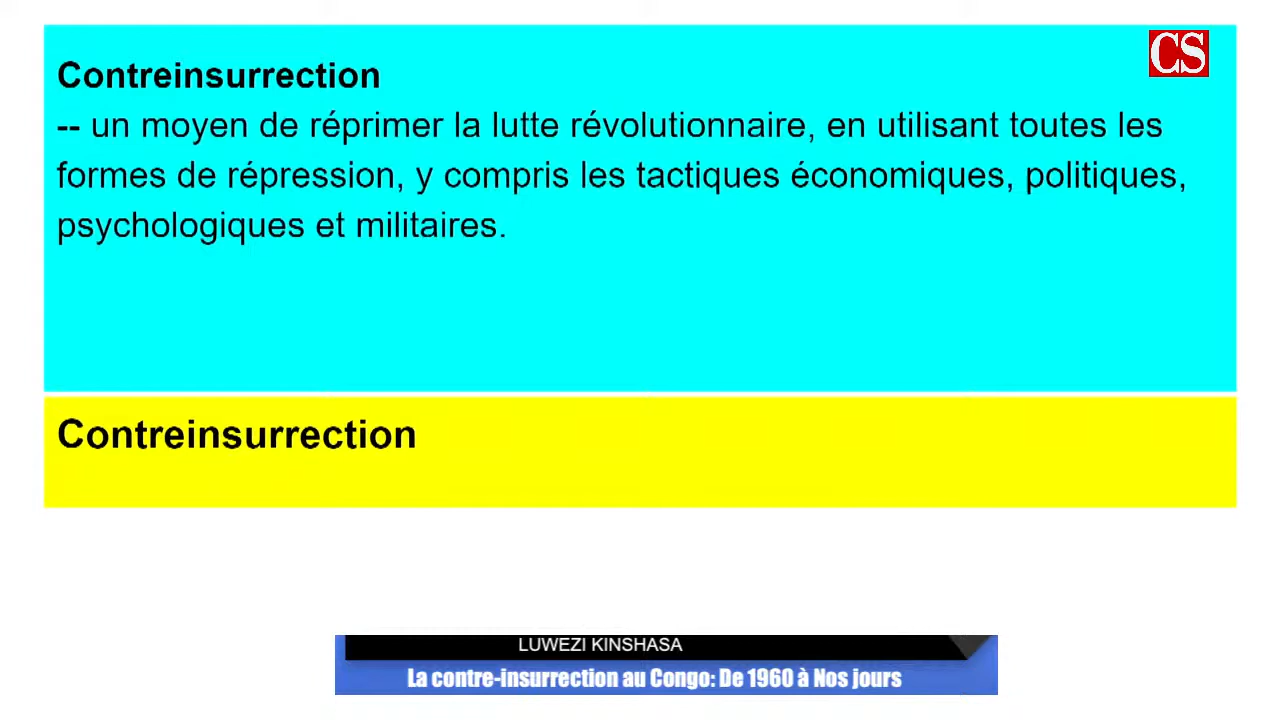 CS
Contreinsurrection
-- un moyen de réprimer la lutte révolutionnaire, en utilisant toutes les
formes de répression, y compris les tactiques économiques, politiques,
psychologiques et militaires.
Contreinsurrection
LUWEZI KINSHASA
La contre-insurrection au Congo: De 1960 à Nos jours